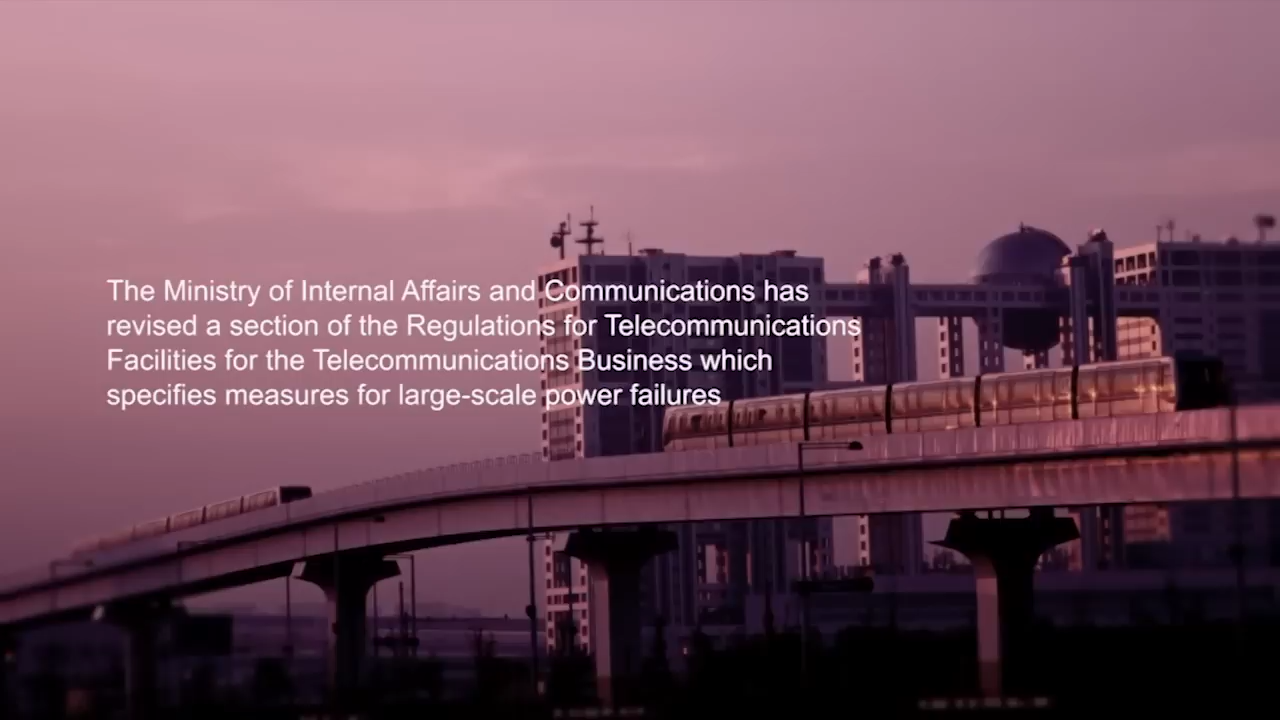 The Ministry of Internal Affairs and Communications has
revised a section of the Regulations for Telecommunications
Facilities for the Telecommunications Business which
specifies measures for large-scale power failures